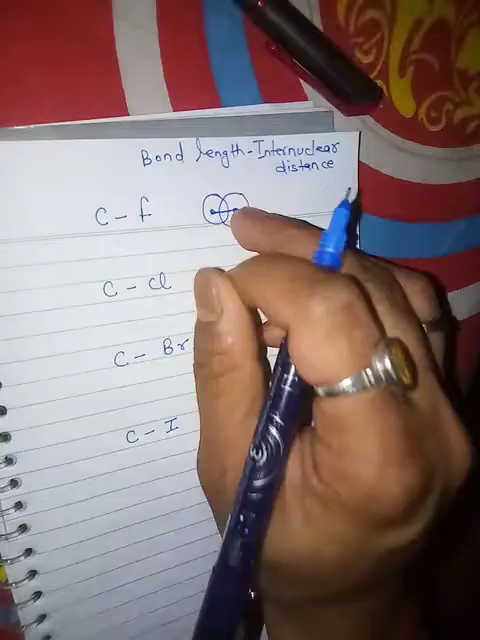 Bond length - Internuclear
distance
C - f
C - Cl
C - Br
C - I